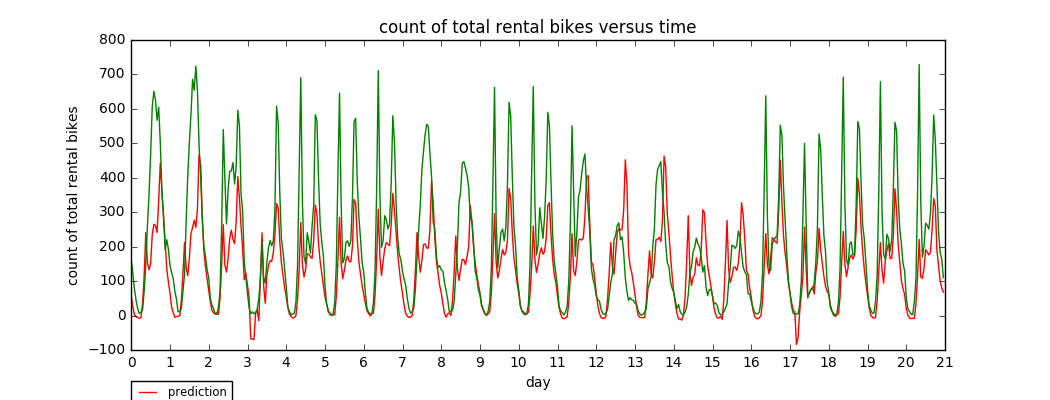 count of total rental bikes versus time
count of total rental bikes
800
700
600
500
400
300
200
100
0
−100
0 1 2 3 4 5 6 7 8 9 10 11 12 13 14 15 16 17 18 19 20 21
day
prediction